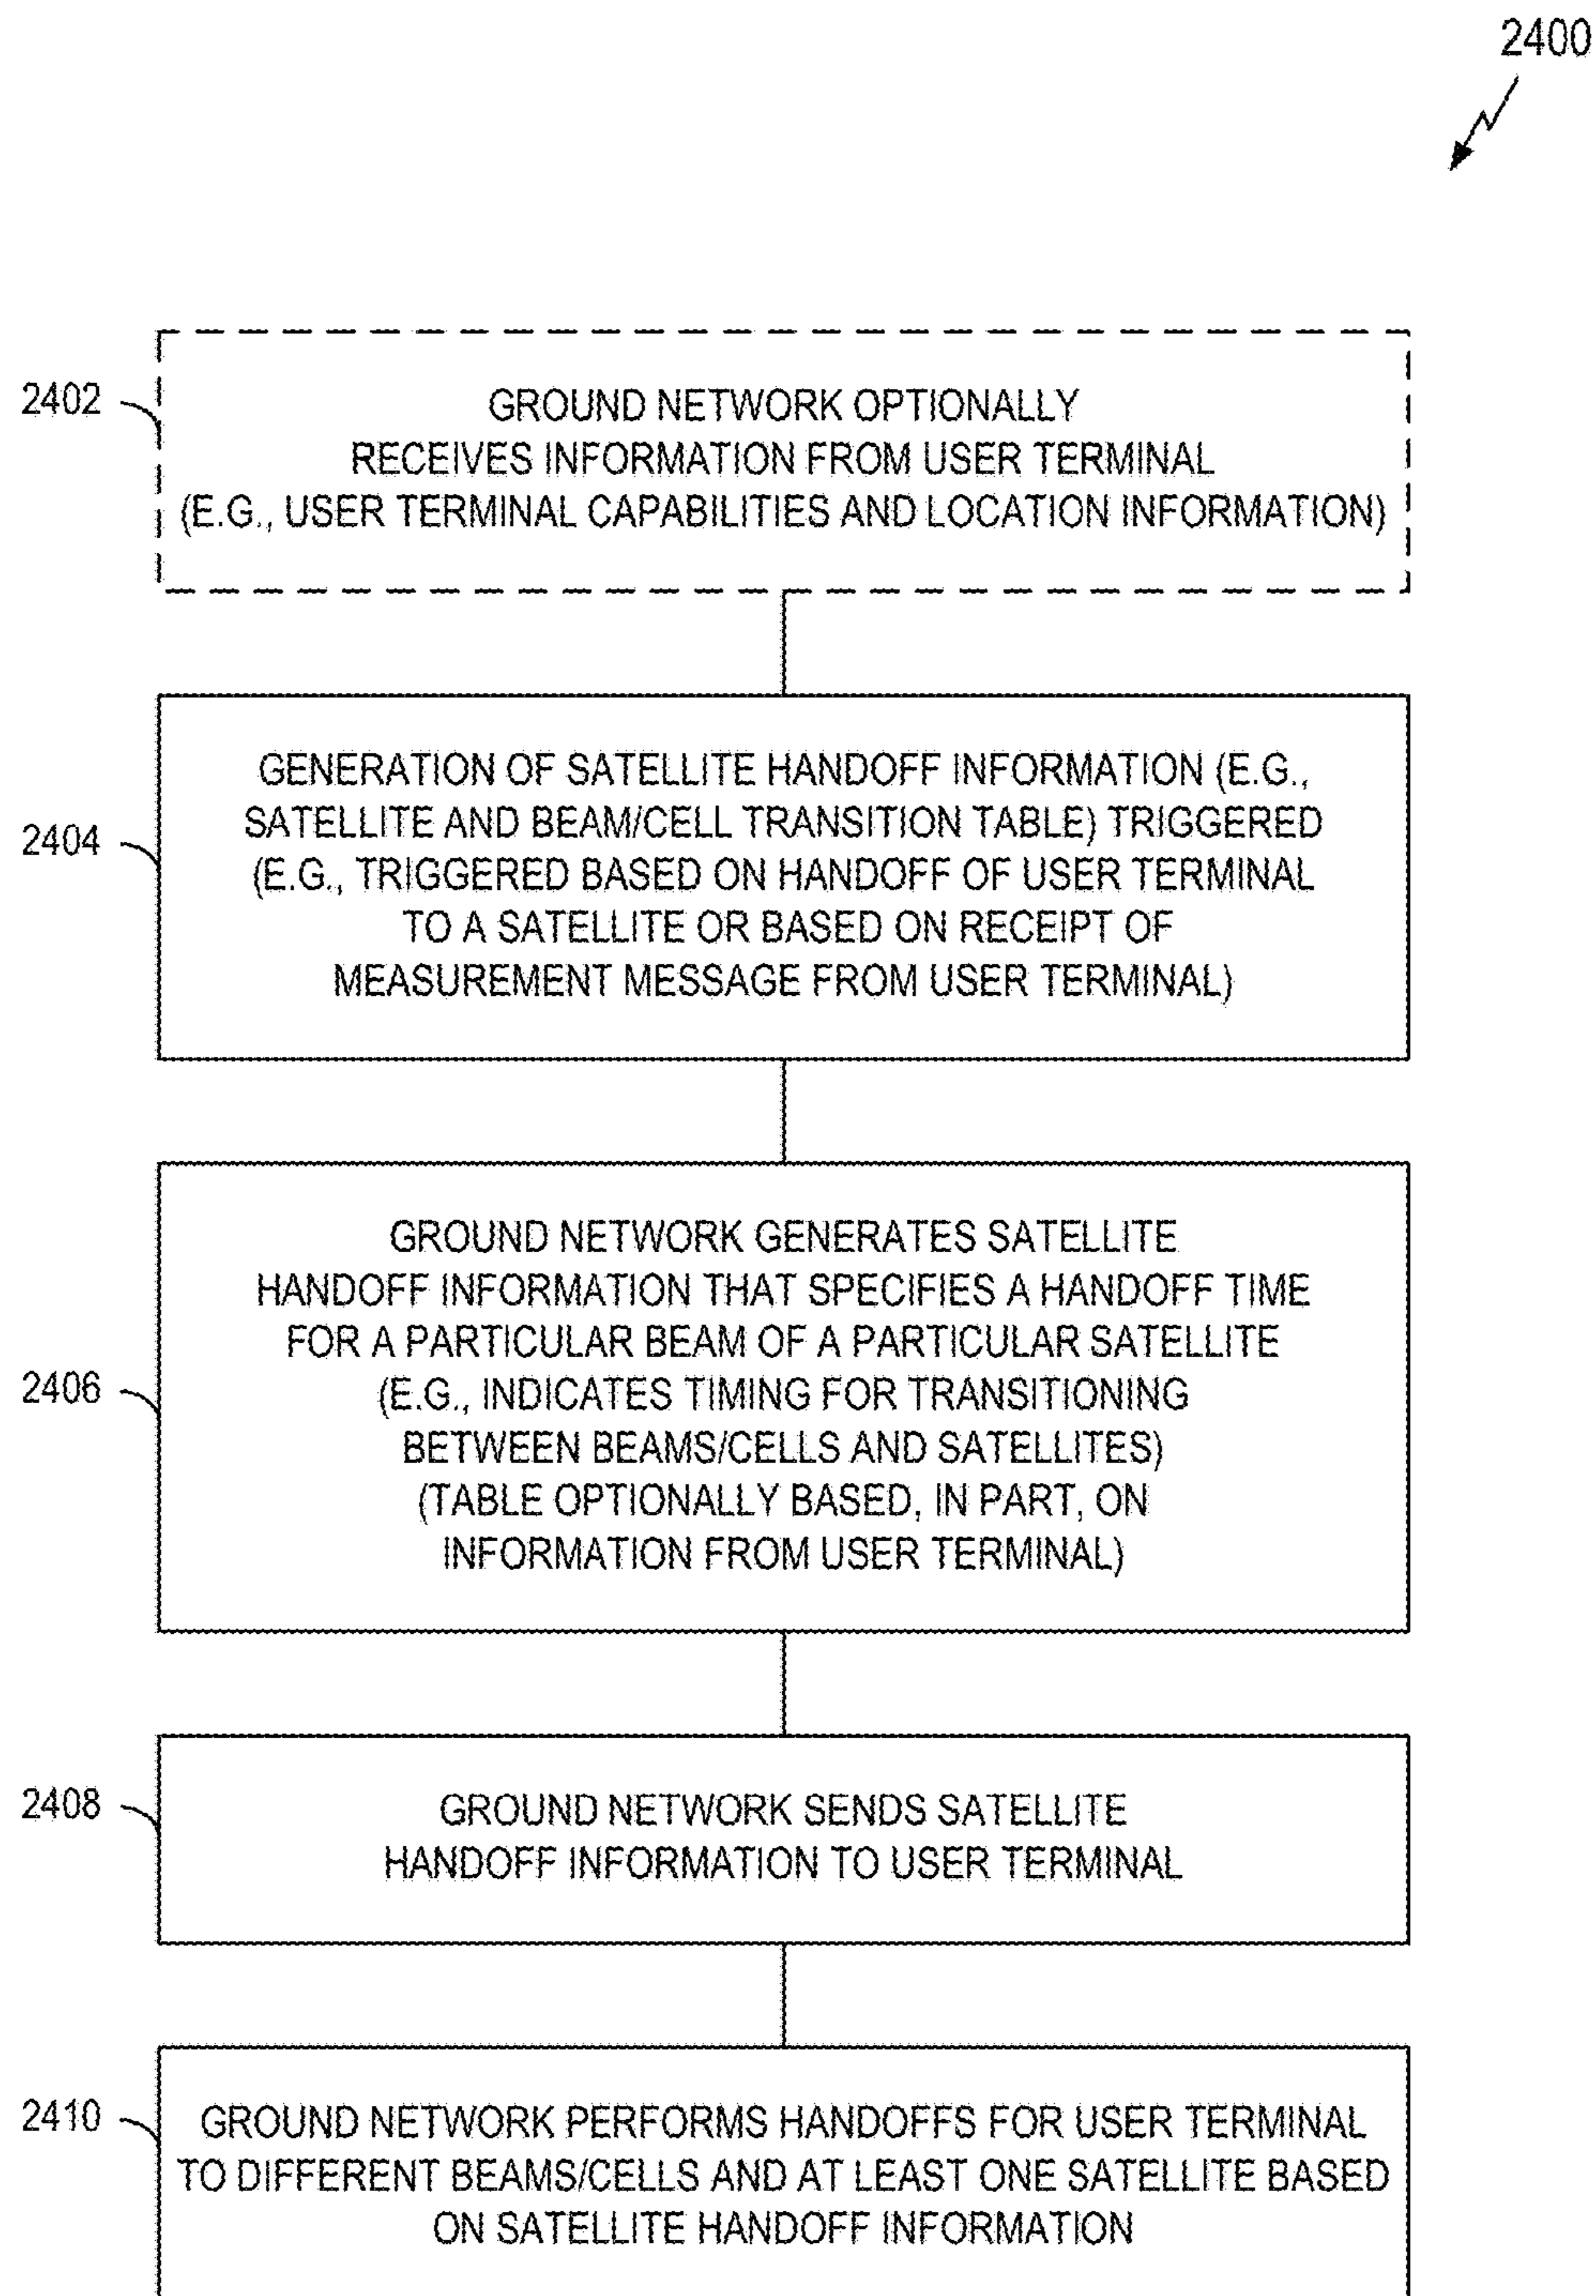 2400
2402
GROUND NETWORK OPTIONALLY
RECEIVES INFORMATION FROM USER TERMINAL
(E.G., USER TERMINAL CAPABILITIES AND LOCATION INFORMATION)
2404
GENERATION OF SATELLITE HANDOFF INFORMATION (E.G.,
SATELLITE AND BEAM/CELL TRANSITION TABLE) TRIGGERED
(E.G., TRIGGERED BASED ON HANDOFF OF USER TERMINAL
TO A SATELLITE OR BASED ON RECEIPT OF
MEASUREMENT MESSAGE FROM USER TERMINAL)
2406
GROUND NETWORK GENERATES SATELLITE
HANDOFF INFORMATION THAT SPECIFIES A HANDOFF TIME
FOR A PARTICULAR BEAM OF A PARTICULAR SATELLITE
(E.G., INDICATES TIMING FOR TRANSITIONING
BETWEEN BEAMS/CELLS AND SATELLITES)
(TABLE OPTIONALLY BASED, IN PART, ON
INFORMATION FROM USER TERMINAL)
2408
GROUND NETWORK SENDS SATELLITE
HANDOFF INFORMATION TO USER TERMINAL
2410
GROUND NETWORK PERFORMS HANDOFFS FOR USER TERMINAL
TO DIFFERENT BEAMS/CELLS AND AT LEAST ONE SATELLITE BASED
ON SATELLITE HANDOFF INFORMATION